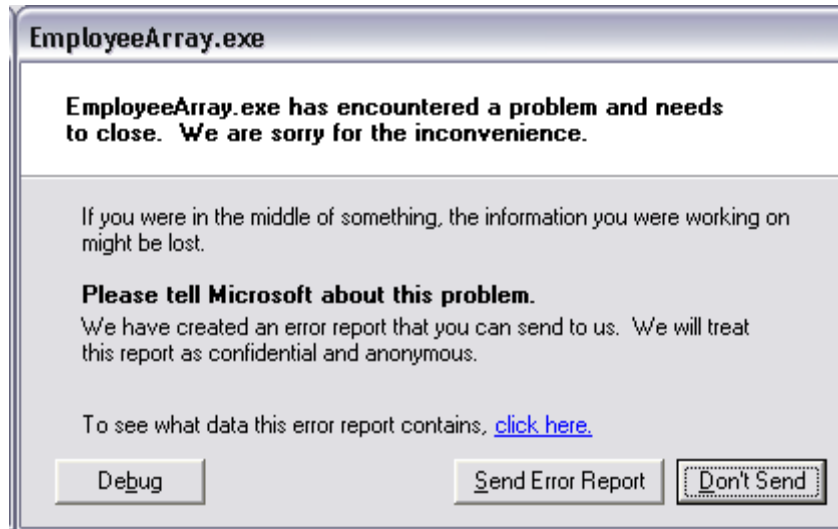 EmployeeArray.exe
EmployeeArray.exe has encountered a problem and needs
to close.  We are sorry for the inconvenience.
If you were in the middle of something, the information you were working on
might be lost.
Please tell Microsoft about this problem.
We have created an error report that you can send to us.  We will treat
this report as confidential and anonymous.
To see what data this error report contains, click here.
Debug
Send Error Report
Don't Send